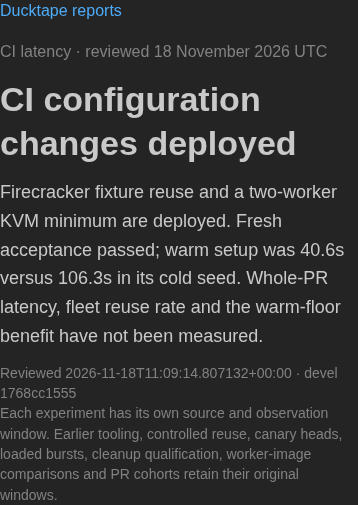 Ducktape reports
CI latency · reviewed 18 November 2026 UTC
CI configuration
changes deployed
Firecracker fixture reuse and a two-worker
KVM minimum are deployed. Fresh
acceptance passed; warm setup was 40.6s
versus 106.3s in its cold seed. Whole-PR
latency, fleet reuse rate and the warm-floor
benefit have not been measured.
Reviewed 2026-11-18T11:09:14.807132+00:00 · devel
1768cc1555
Each experiment has its own source and observation
window. Earlier tooling, controlled reuse, canary heads,
loaded bursts, cleanup qualification, worker-image
comparisons and PR cohorts retain their original
windows.